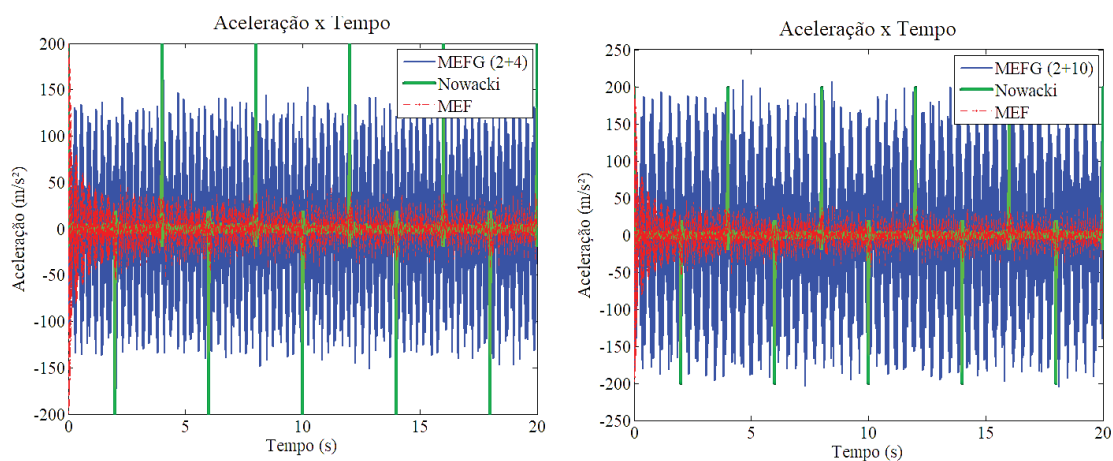 Aceleração x Tempo
MEFG (2+4)
Nowacki
MEF
Aceleração (m/s²)
200
150
100
50
0
-50
-100
-150
-200
0
5
10
15
20
Tempo (s)
Aceleração x Tempo
MEFG (2+10)
Nowacki
MEF
Aceleração (m/s²)
250
200
150
100
50
0
-50
-100
-150
-200
-250
0
5
10
15
20
Tempo (s)